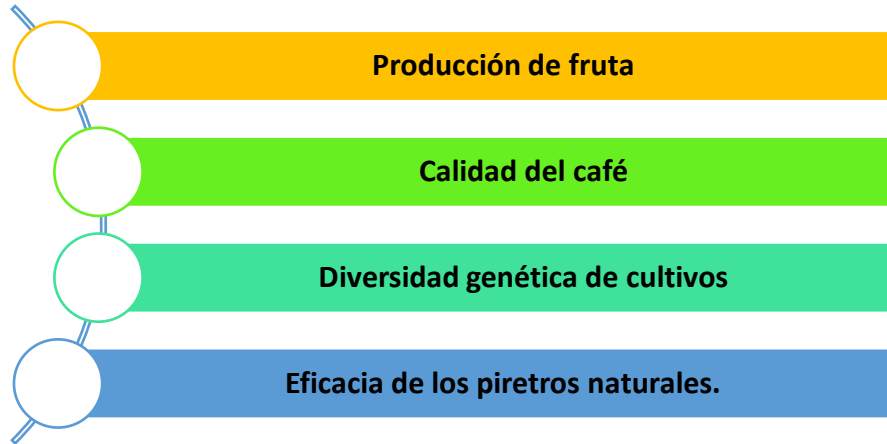 Producción de fruta
Calidad del café
Diversidad genética de cultivos
Eficacia de los piretros naturales.